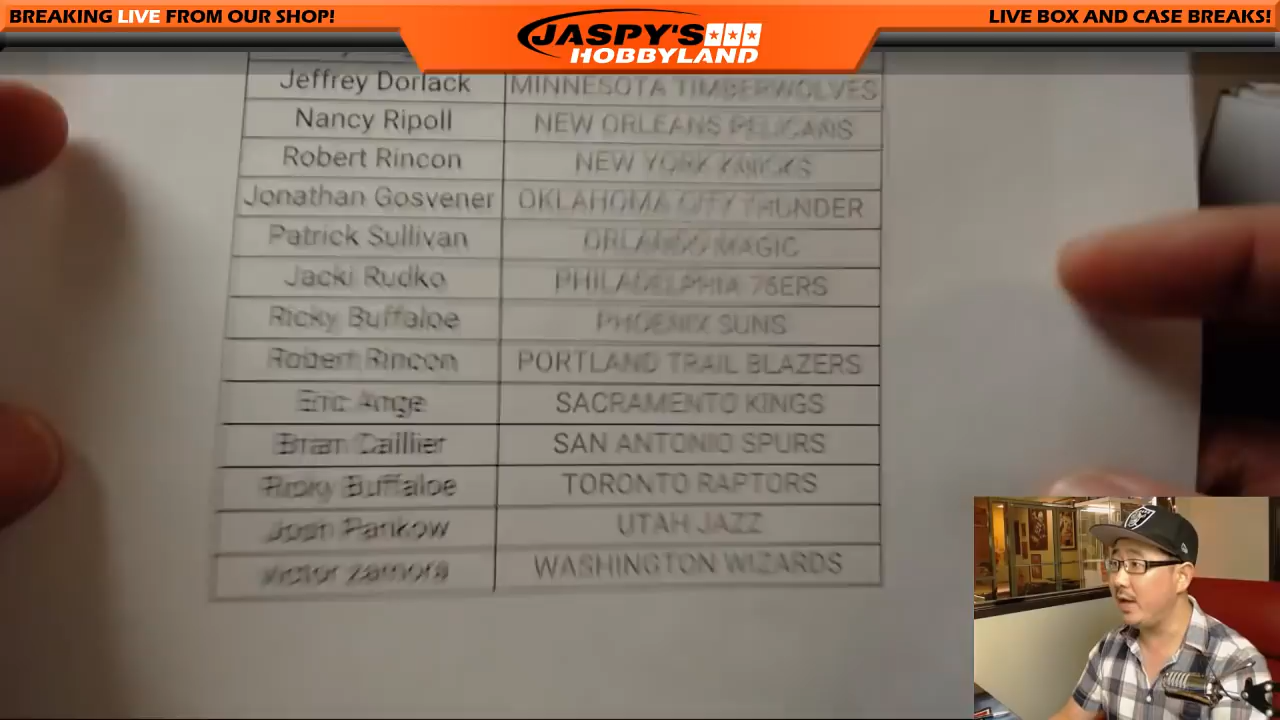 BREAKING LIVE FROM OUR SHOP!
JASPY'S
HOBBYLAND
LIVE BOX AND CASE BREAKS!
Jeffrey Dorlack MINNESOTA TIMBERWOLVES
Nancy Ripoll NEW ORLEANS PELICANS
Robert Rincon NEW YORK KNICKS
Jonathan Gosvener OKLAHOMA CITY THUNDER
Patrick Sullivan ORLANDO MAGIC
Jacki Rudko PHILADELPHIA 76ERS
Ricky Buffaloe PHOENIX SUNS
Robert Rincon PORTLAND TRAIL BLAZERS
Eric Ange SACRAMENTO KINGS
Brian Caillier SAN ANTONIO SPURS
Ricky Buffaloe TORONTO RAPTORS
Josh Pankow UTAH JAZZ
victor zamora WASHINGTON WIZARDS